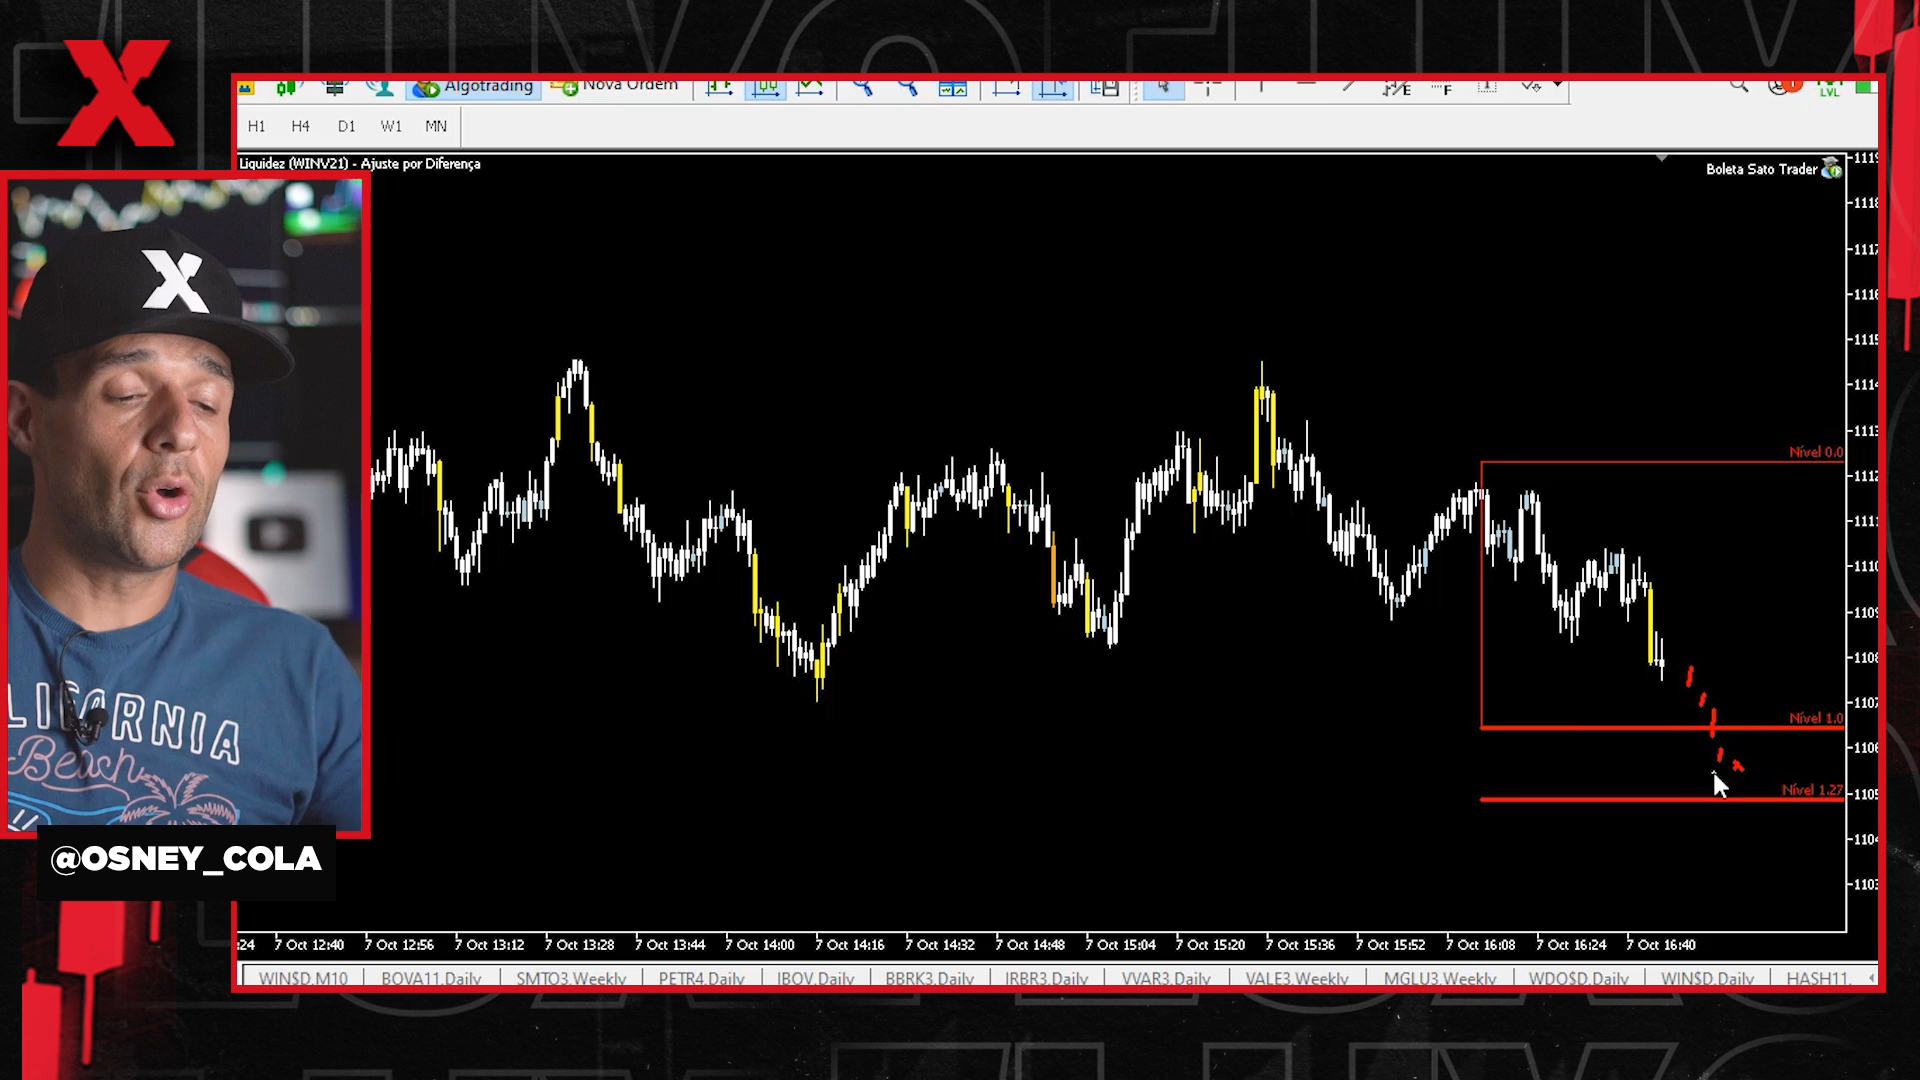 Algotrading Nova Ordem
H1 H4 D1 W1 MN
Liquidez (WINV21) - Ajuste por Diferença
Boleta Sato Trader
LVL
X
Nível 0.0
Nível 1.0
Nível 1.27
CALIFORNIA
Beach
@OSNEY_COLA
:24 7 Oct 12:40 7 Oct 12:56 7 Oct 13:12 7 Oct 13:28 7 Oct 13:44 7 Oct 14:00 7 Oct 14:16 7 Oct 14:32 7 Oct 14:48 7 Oct 15:04 7 Oct 15:20 7 Oct 15:36 7 Oct 15:52 7 Oct 16:08 7 Oct 16:24 7 Oct 16:40
WIN$D.M10 BOVA11.Daily SMTO3.Weekly PETR4.Daily IBOV.Daily BBRK3.Daily IRBR3.Daily VVAR3.Daily VALE3.Weekly MGLU3.Weekly WDO$D.Daily WIN$D.Daily HASH11.